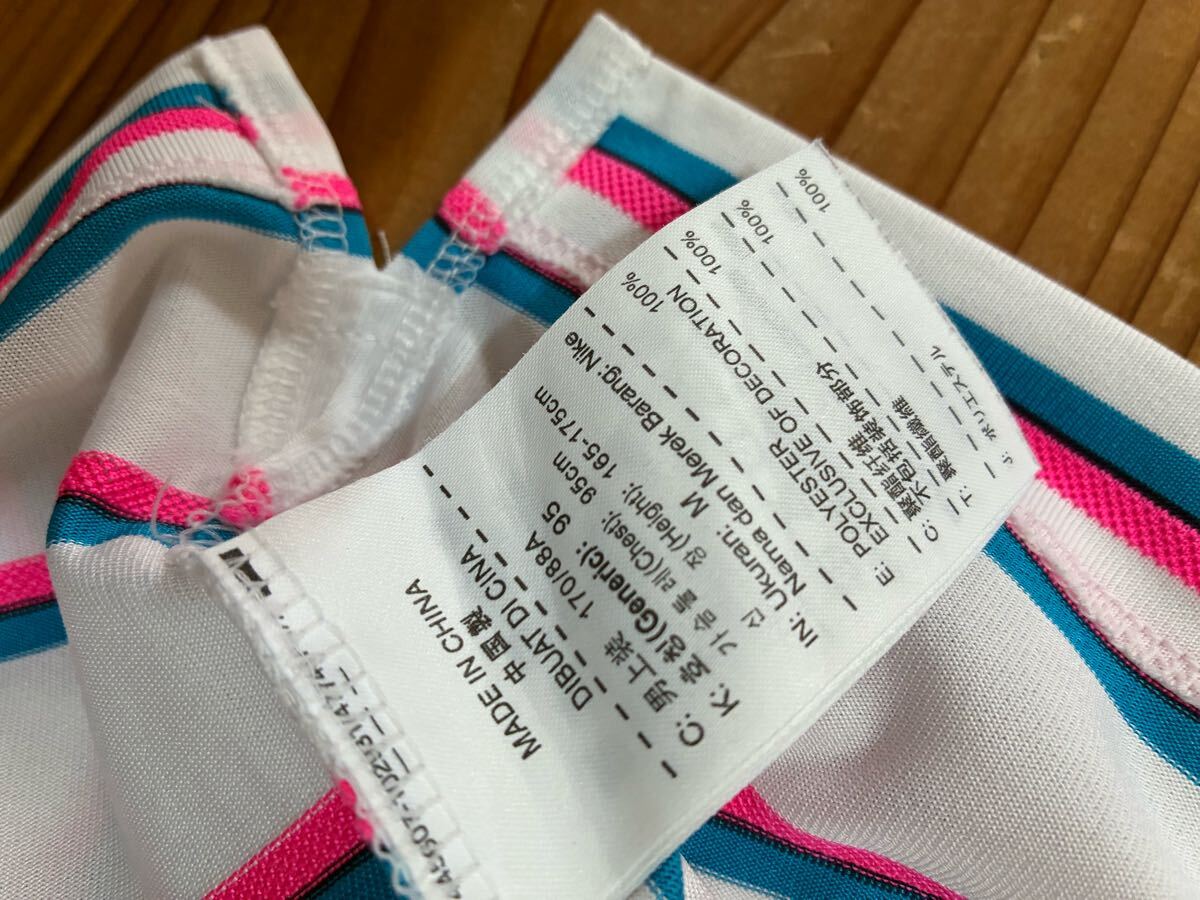 MADE IN CHINA
中國製
DIBUAT DI CINA
C: 男上装 170/88A
K: 호칭(Generic): 95
가슴둘레(Chest): 95cm
신 장 (Height): 165-175cm
IN: Ukuran: M
Nama dan Merek Barang: Nike
E: POLYESTER 100%
EXCLUSIVE OF DECORATION
C: 聚酯纤维 100%
不包括装饰部分
T: 聚酯纖維 100%
J: ポリエステル 100%